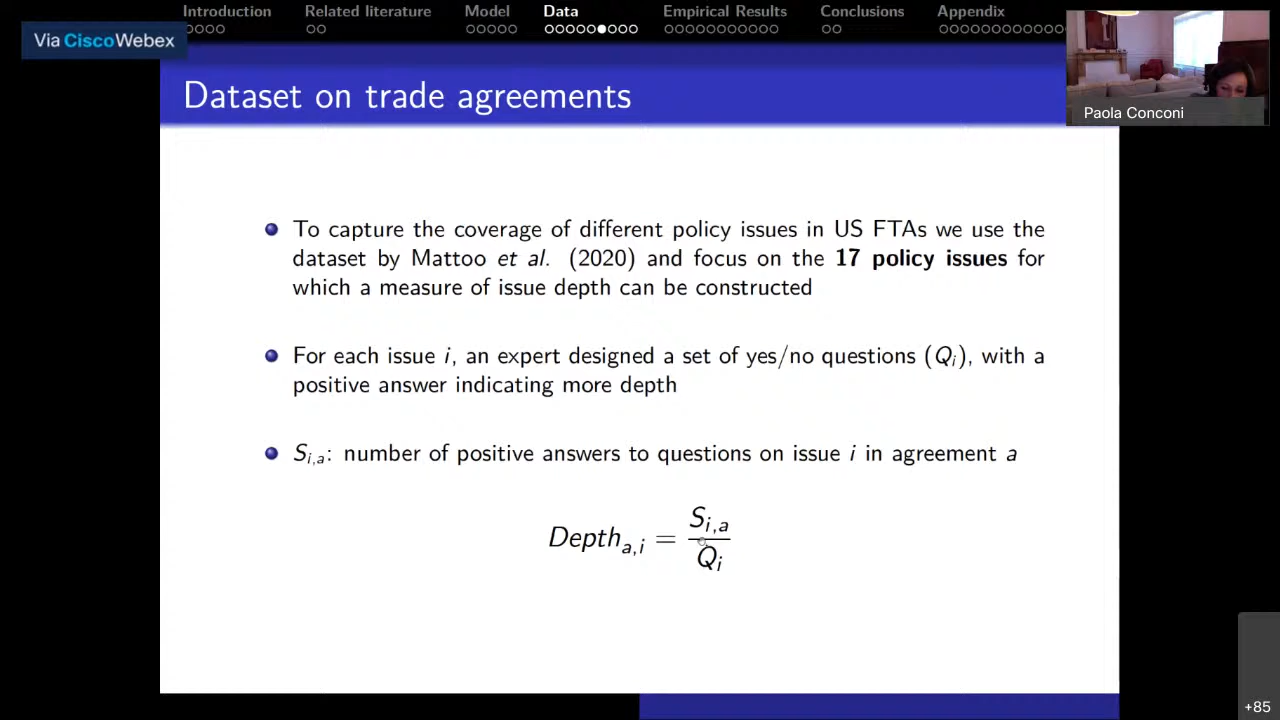 Introduction Related literature Model Data Empirical Results Conclusions Appendix
Via CiscoWebex
Dataset on trade agreements
Paola Conconi
To capture the coverage of different policy issues in US FTAs we use the
dataset by Mattoo et al. (2020) and focus on the 17 policy issues for
which a measure of issue depth can be constructed
For each issue i, an expert designed a set of yes/no questions (Qi), with a
positive answer indicating more depth
Si,a: number of positive answers to questions on issue i in agreement a
Deptha,i = Si,a / Qi
+85